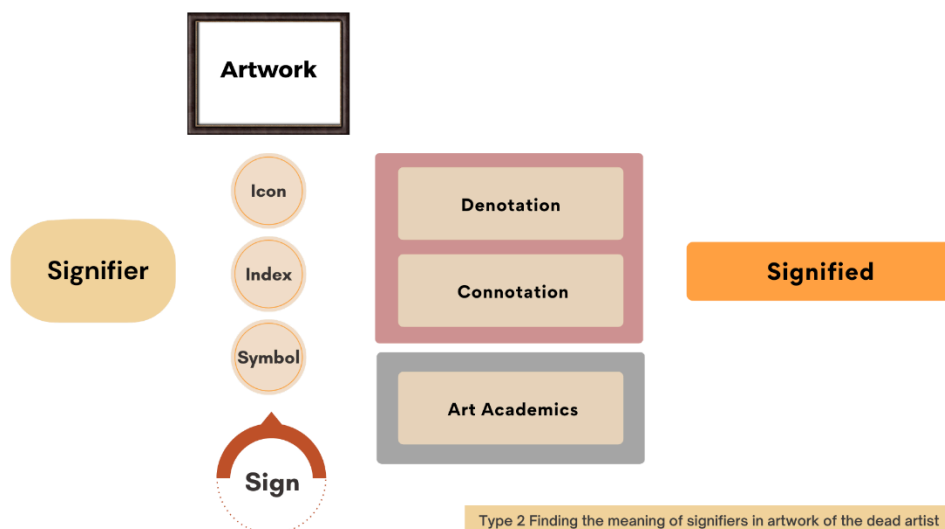 Artwork
Icon
Index
Symbol
Sign
Signifier
Denotation
Connotation
Art Academics
Signified
Type 2 Finding the meaning of signifiers in artwork of the dead artist